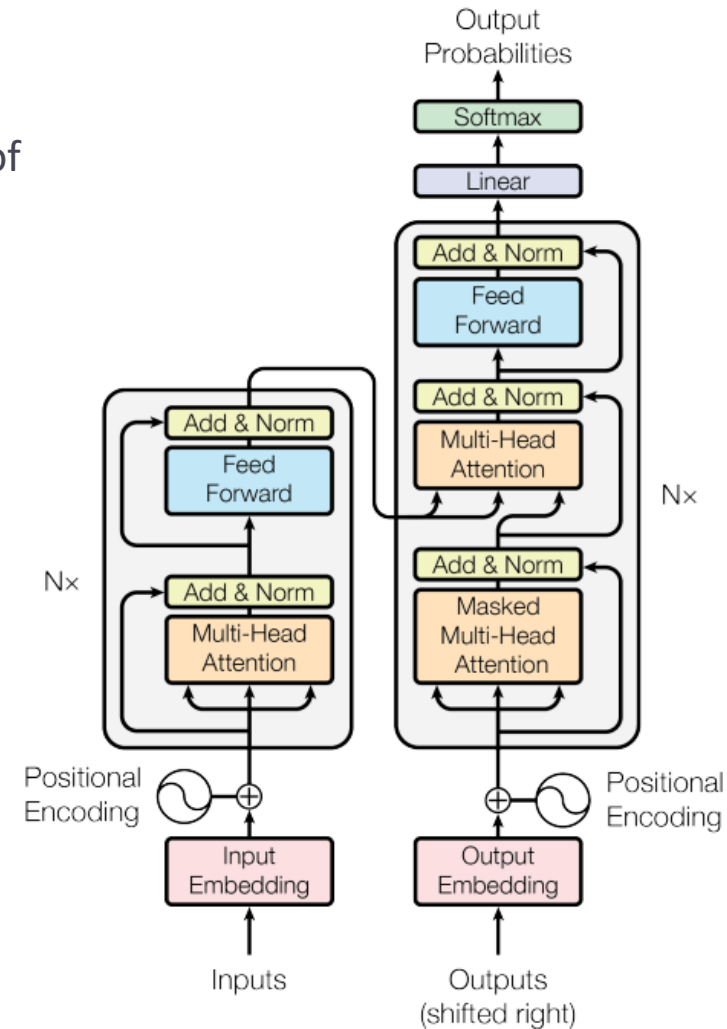 Output
Probabilities
Softmax
of
Linear
Add & Norm
Feed
Forward
Add & Norm
Multi-Head
Attention
Add & Norm
Feed
Forward
N×
N×
Add & Norm
Masked
Multi-Head
Attention
Add & Norm
Multi-Head
Attention
Positional
Encoding
Positional
Encoding
Input
Embedding
Output
Embedding
Inputs
Outputs
(shifted right)